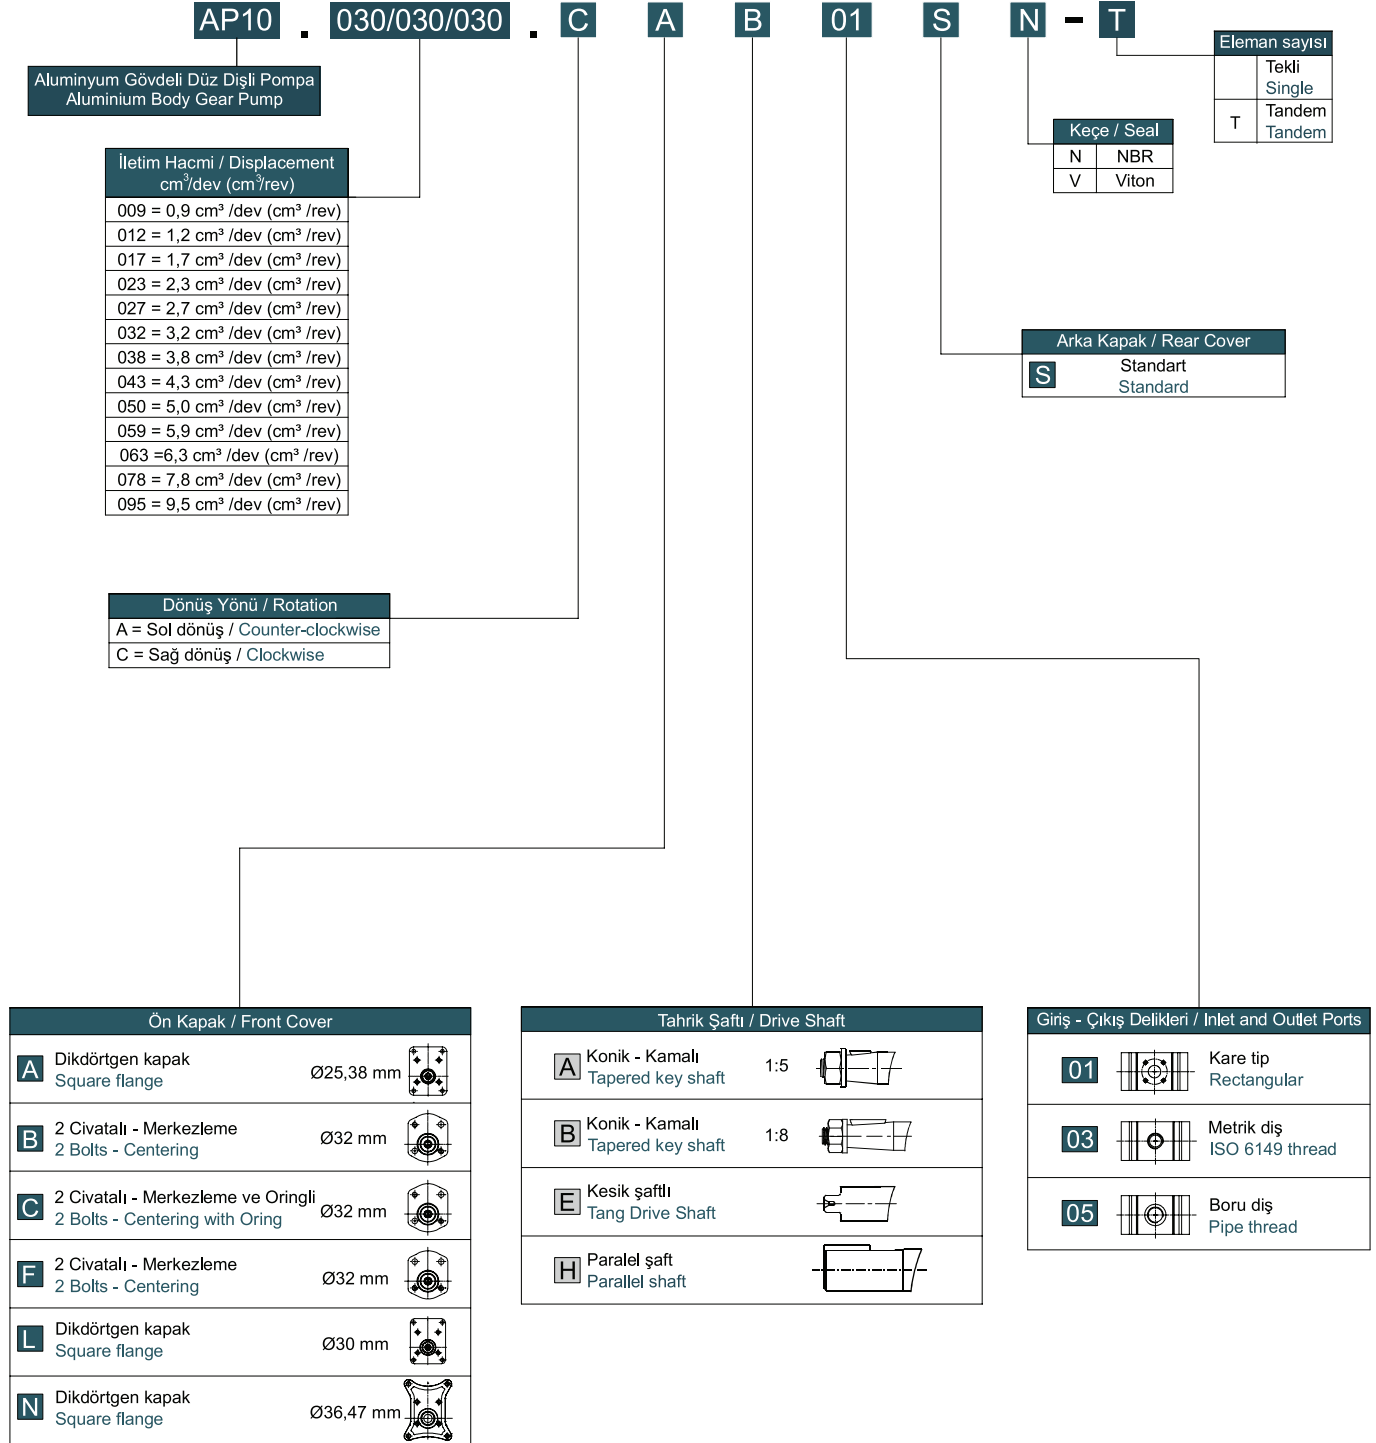 AP10 . 030/030/030 . C A B 01 S N - T
Aluminyum Gövdeli Düz Dişli Pompa
Aluminium Body Gear Pump
Eleman sayısı
Tekli
Single
T Tandem
Tandem
Keçe / Seal
N NBR
V Viton
İletim Hacmi / Displacement
cm³/dev (cm³/rev)
009 = 0,9 cm³ /dev (cm³ /rev)
012 = 1,2 cm³ /dev (cm³ /rev)
017 = 1,7 cm³ /dev (cm³ /rev)
023 = 2,3 cm³ /dev (cm³ /rev)
027 = 2,7 cm³ /dev (cm³ /rev)
032 = 3,2 cm³ /dev (cm³ /rev)
038 = 3,8 cm³ /dev (cm³ /rev)
043 = 4,3 cm³ /dev (cm³ /rev)
050 = 5,0 cm³ /dev (cm³ /rev)
059 = 5,9 cm³ /dev (cm³ /rev)
063 =6,3 cm³ /dev (cm³ /rev)
078 = 7,8 cm³ /dev (cm³ /rev)
095 = 9,5 cm³ /dev (cm³ /rev)
Arka Kapak / Rear Cover
S Standart
Standard
Dönüş Yönü / Rotation
A = Sol dönüş / Counter-clockwise
C = Sağ dönüş / Clockwise
Ön Kapak / Front Cover
A Dikdörtgen kapak
Square flange
Ø25,38 mm
B 2 Civatalı - Merkezleme
2 Bolts - Centering
Ø32 mm
C 2 Civatalı - Merkezleme ve Oringli
2 Bolts - Centering with Oring
Ø32 mm
F 2 Civatalı - Merkezleme
2 Bolts - Centering
Ø32 mm
L Dikdörtgen kapak
Square flange
Ø30 mm
N Dikdörtgen kapak
Square flange
Ø36,47 mm
Tahrik Şaftı / Drive Shaft
A Konik - Kamalı
Tapered key shaft
1:5
B Konik - Kamalı
Tapered key shaft
1:8
E Kesik şaftlı
Tang Drive Shaft
H Paralel şaft
Parallel shaft
Giriş - Çıkış Delikleri / Inlet and Outlet Ports
01 Kare tip
Rectangular
03 Metrik diş
ISO 6149 thread
05 Boru diş
Pipe thread